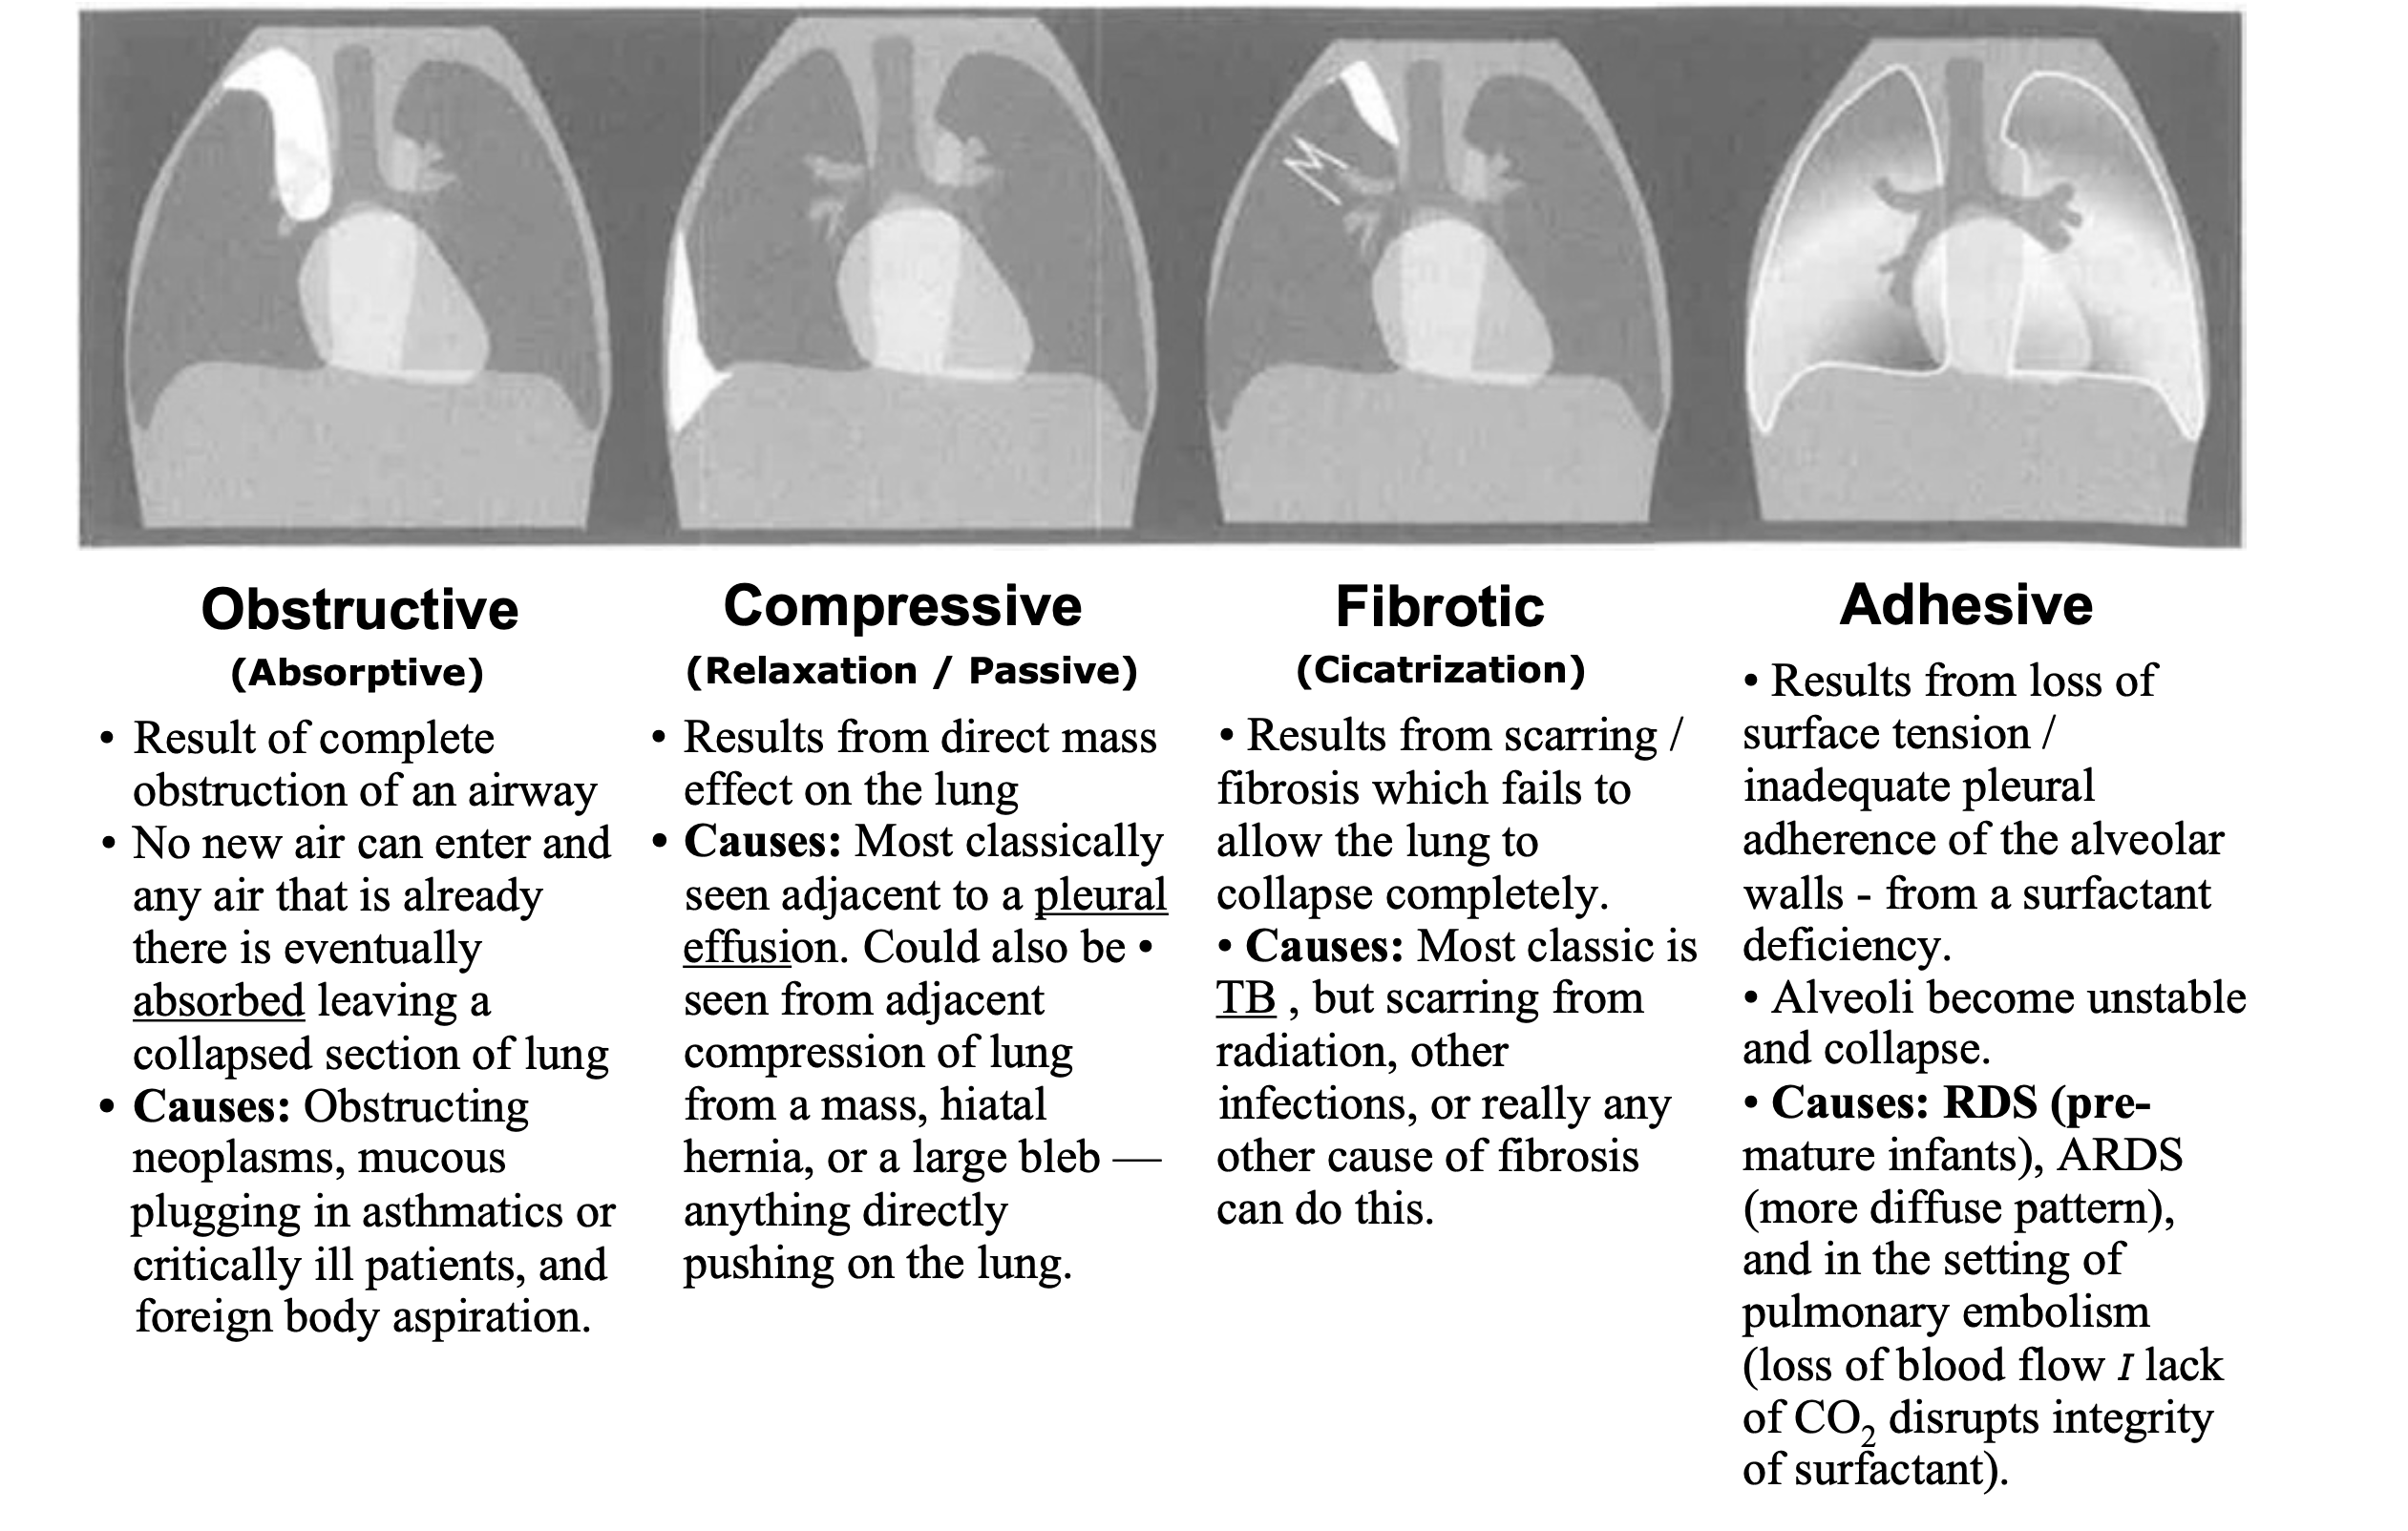 Obstructive
(Absorptive)
• Result of complete
obstruction of an airway
• No new air can enter and
any air that is already
there is eventually
absorbed leaving a
collapsed section of lung
• Causes: Obstructing
neoplasms, mucous
plugging in asthmatics or
critically ill patients, and
foreign body aspiration.
Compressive
(Relaxation / Passive)
• Results from direct mass
effect on the lung
• Causes: Most classically
seen adjacent to a pleural
effusion. Could also be •
seen from adjacent
compression of lung
from a mass, hiatal
hernia, or a large bleb —
anything directly
pushing on the lung.
Fibrotic
(Cicatrization)
• Results from scarring /
fibrosis which fails to
allow the lung to
collapse completely.
• Causes: Most classic is
TB , but scarring from
radiation, other
infections, or really any
other cause of fibrosis
can do this.
Adhesive
• Results from loss of
surface tension /
inadequate pleural
adherence of the alveolar
walls - from a surfactant
deficiency.
• Alveoli become unstable
and collapse.
• Causes: RDS (pre-
mature infants), ARDS
(more diffuse pattern),
and in the setting of
pulmonary embolism
(loss of blood flow I lack
of CO₂ disrupts integrity
of surfactant).